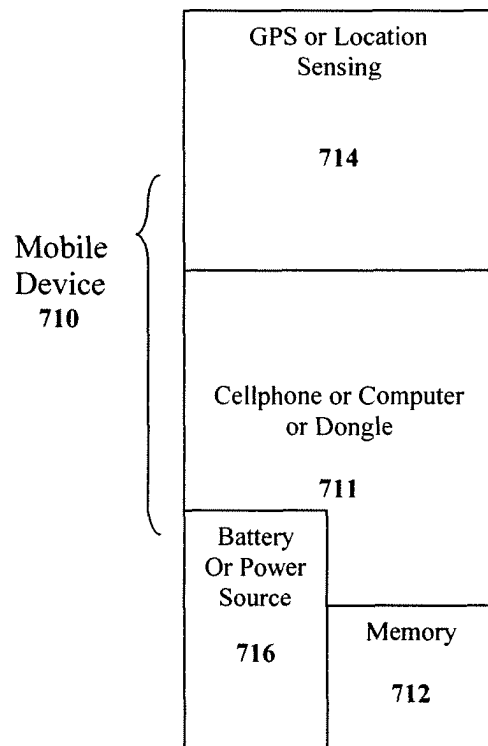 GPS or Location
Sensing
714
Mobile
Device
710
Cellphone or Computer
or Dongle
711
Battery
Or Power
Source
716
Memory
712